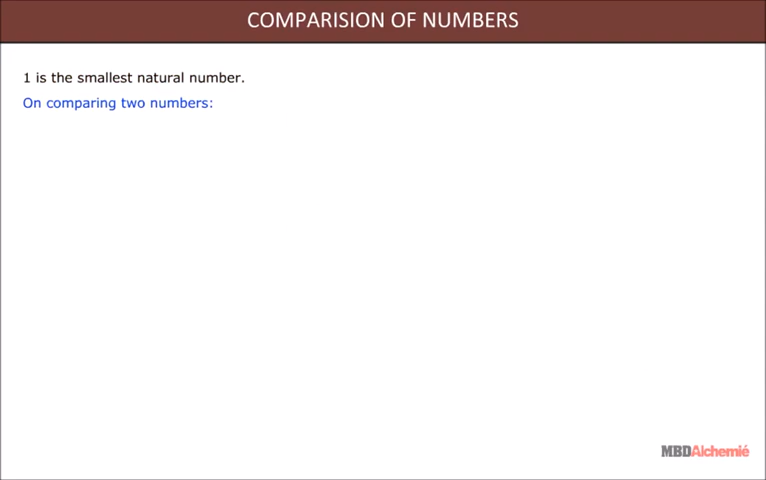 COMPARISION OF NUMBERS
1 is the smallest natural number.
On comparing two numbers:
MBDAlchemié